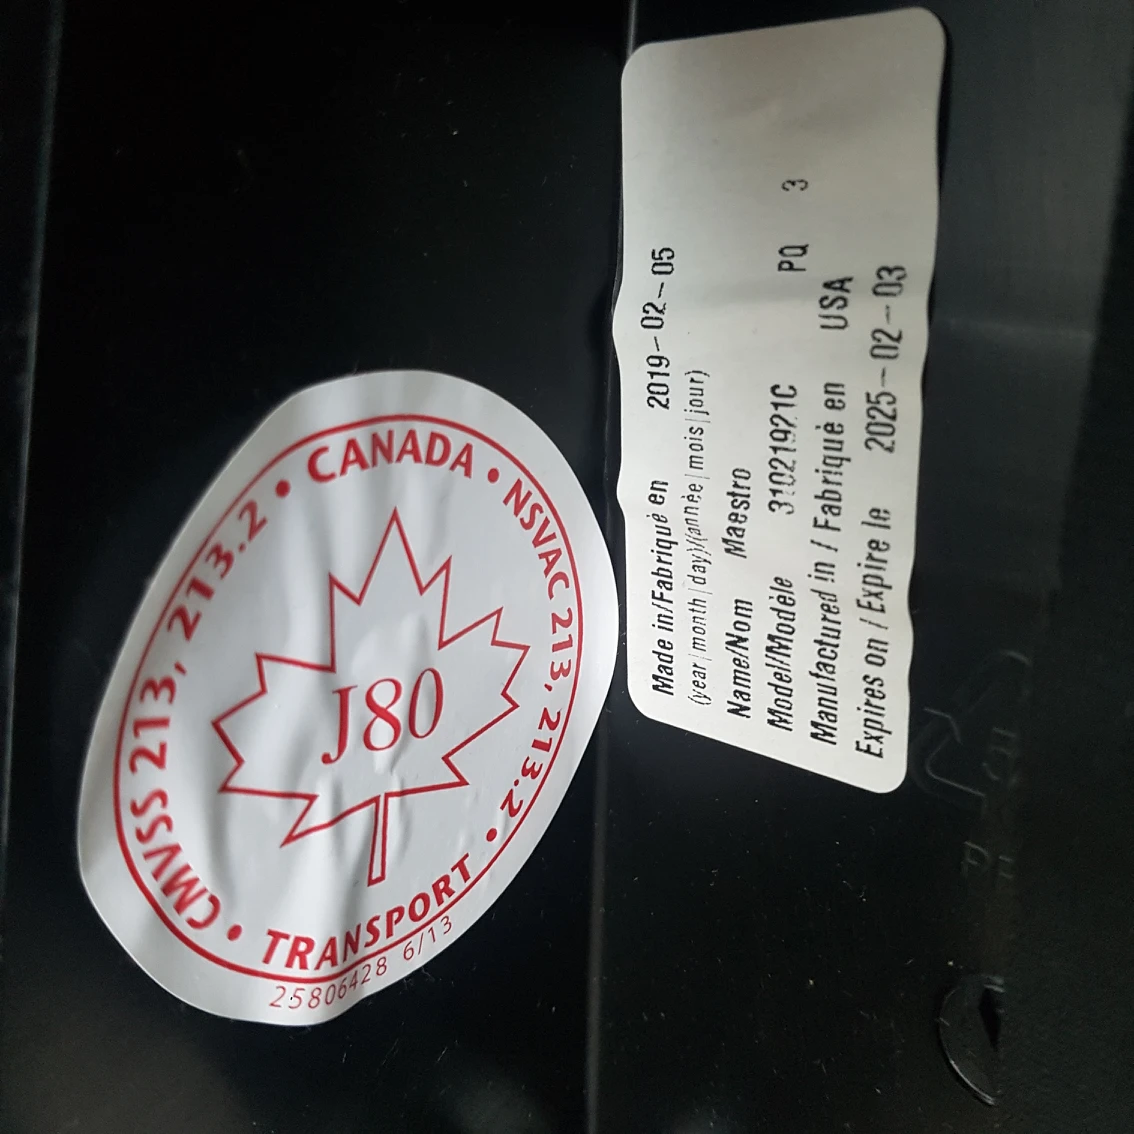 CMVSS 213, 213.2 • CANADA • NSVAC 213, 213.2 • TRANSPORT •
J80
25806428 6/13
Made in/Fabriqué en 2019-02-05
(year/month/day)/(année/mois/jour)
Name/Nom Maestro
Model/Modèle 31021921C PQ 3
Manufactured in / Fabriqué en USA
Expires on / Expire le 2025-02-03